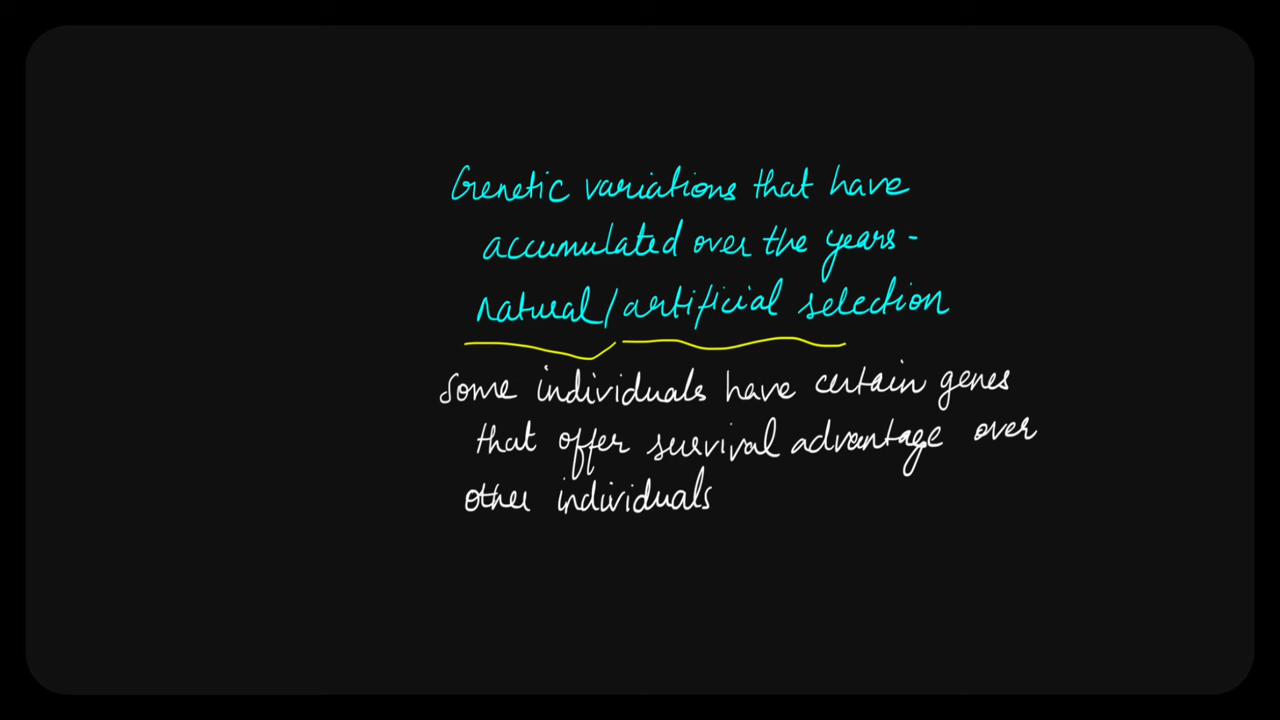 Genetic variations that have
accumulated over the years -
natural/artificial selection
Some individuals have certain genes
that offer survival advantage over
other individuals